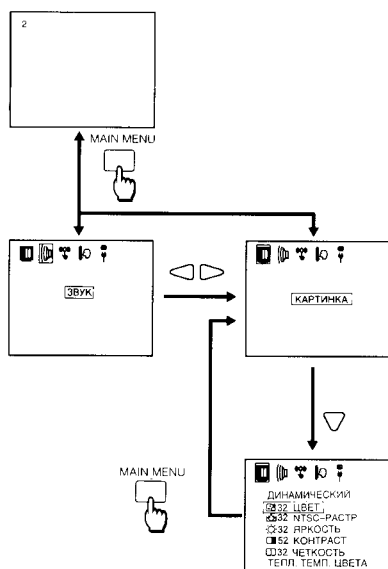 2
MAIN MENU
ЗВУК
КАРТИНКА
MAIN MENU
ДИНАМИЧЕСКИЙ
32 ЦВЕТ
32 NTSC-РАСТР
32 ЯРКОСТЬ
52 КОНТРАСТ
32 ЧЕТКОСТЬ
ТЕПЛ. ТЕМП. ЦВЕТА